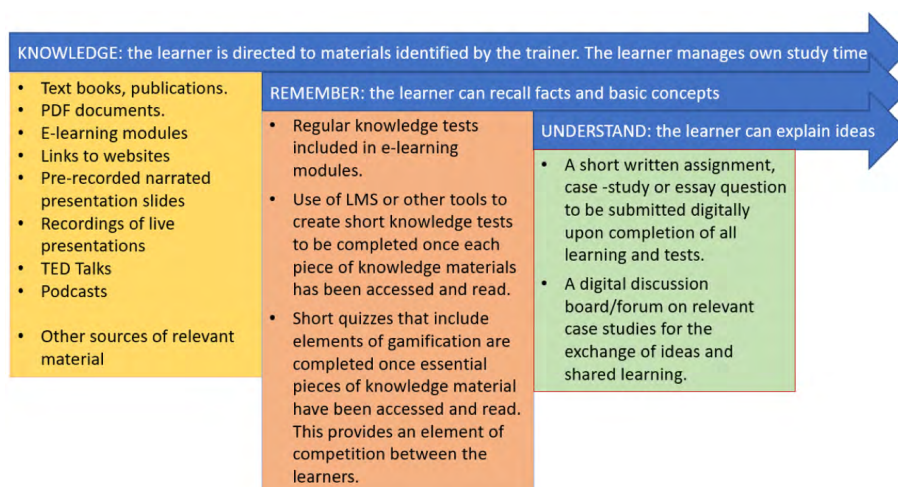 KNOWLEDGE: the learner is directed to materials identified by the trainer. The learner manages own study time
• Text books, publications.
• PDF documents.
• E-learning modules
• Links to websites
• Pre-recorded narrated
presentation slides
• Recordings of live
presentations
• TED Talks
• Podcasts
• Other sources of relevant
material
REMEMBER: the learner can recall facts and basic concepts
• Regular knowledge tests
included in e-learning
modules.
• Use of LMS or other tools to
create short knowledge tests
to be completed once each
piece of knowledge materials
has been accessed and read.
• Short quizzes that include
elements of gamification are
completed once essential
pieces of knowledge material
have been accessed and read.
This provides an element of
competition between the
learners.
UNDERSTAND: the learner can explain ideas
• A short written assignment,
case -study or essay question
to be submitted digitally
upon completion of all
learning and tests.
• A digital discussion
board/forum on relevant
case studies for the
exchange of ideas and
shared learning.